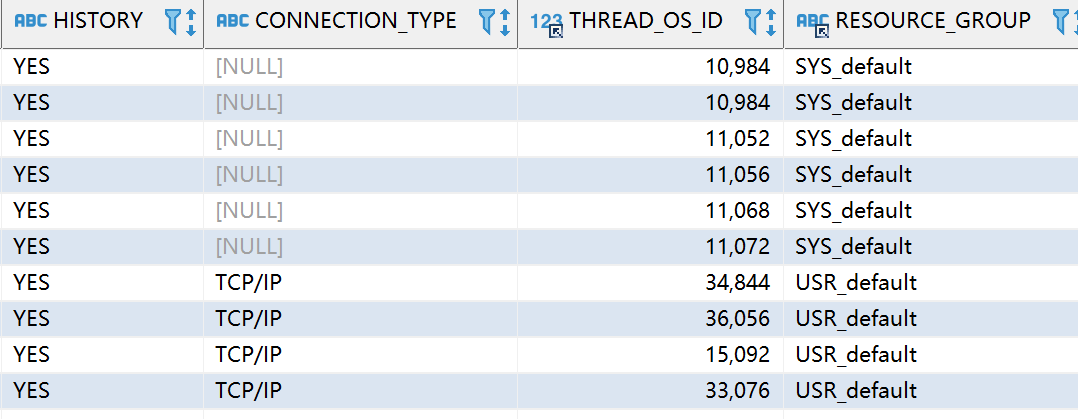 ABC HISTORY ABC CONNECTION_TYPE 123 THREAD_OS_ID ABC RESOURCE_GROUP
YES [NULL] 10,984 SYS_default
YES [NULL] 10,984 SYS_default
YES [NULL] 11,052 SYS_default
YES [NULL] 11,056 SYS_default
YES [NULL] 11,068 SYS_default
YES [NULL] 11,072 SYS_default
YES TCP/IP 34,844 USR_default
YES TCP/IP 36,056 USR_default
YES TCP/IP 15,092 USR_default
YES TCP/IP 33,076 USR_default